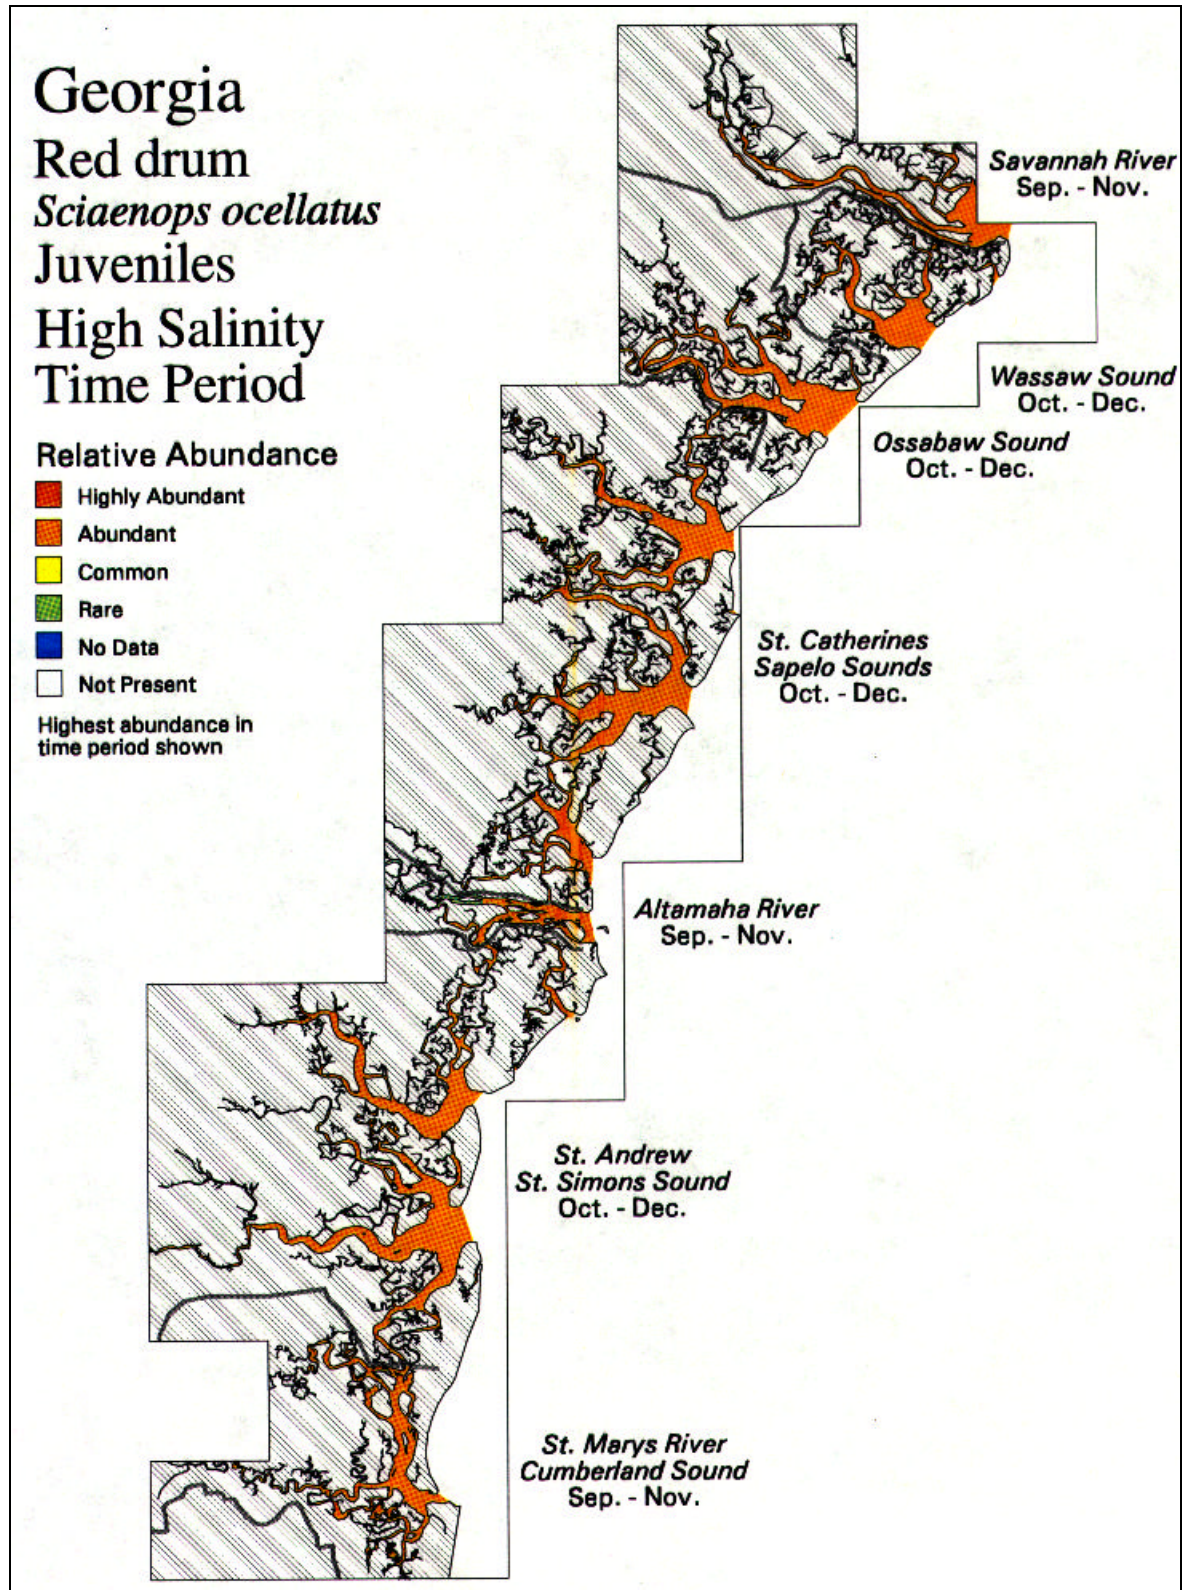 Georgia
Red drum
Sciaenops ocellatus
Juveniles
High Salinity
Time Period
Relative Abundance
Highly Abundant
Abundant
Common
Rare
No Data
Not Present
Highest abundance in
time period shown
Savannah River
Sep. - Nov.
Wassaw Sound
Oct. - Dec.
Ossabaw Sound
Oct. - Dec.
St. Catherines
Sapelo Sounds
Oct. - Dec.
Altamaha River
Sep. - Nov.
St. Andrew
St. Simons Sound
Oct. - Dec.
St. Marys River
Cumberland Sound
Sep. - Nov.